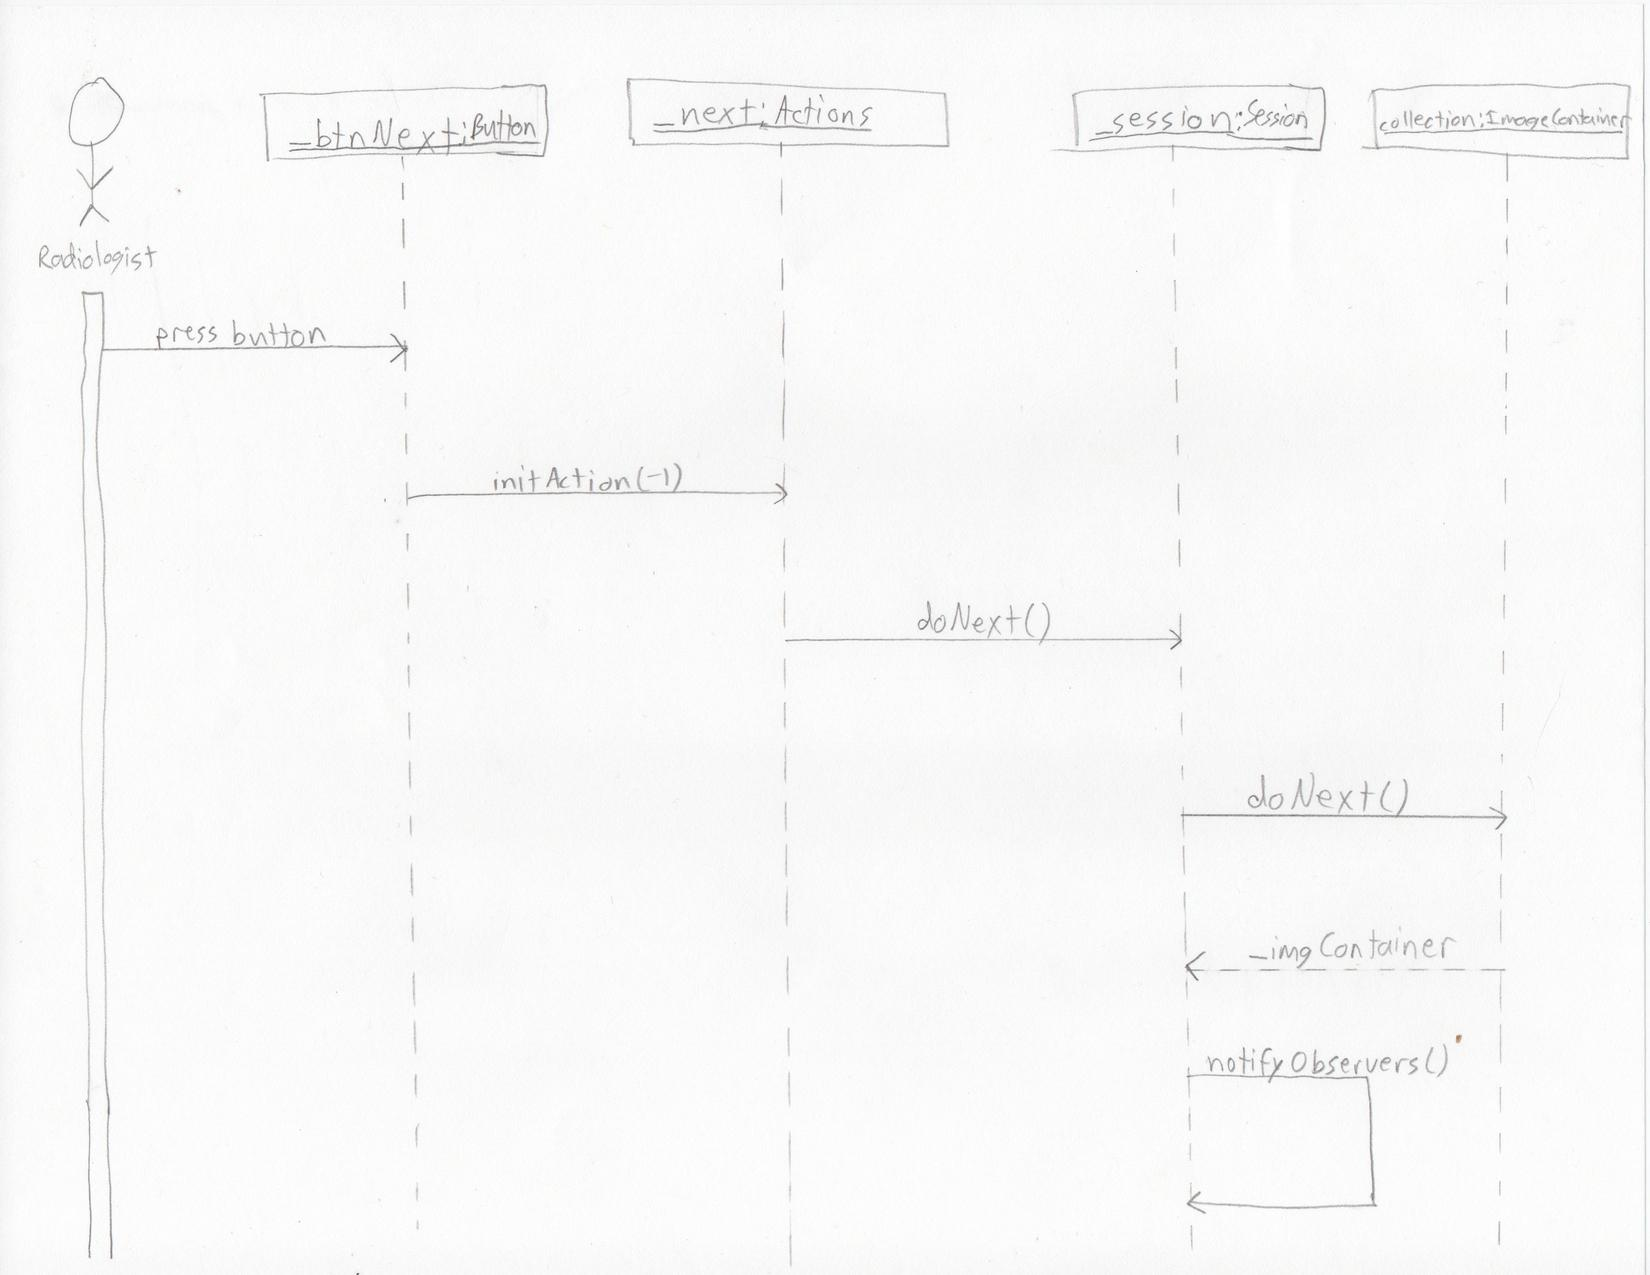 _btnNext:Button
_next:Actions
_session:Session
collection:ImageContainer
Radiologist
press button
initAction(-1)
doNext()
doNext()
_imgContainer
notifyObservers()